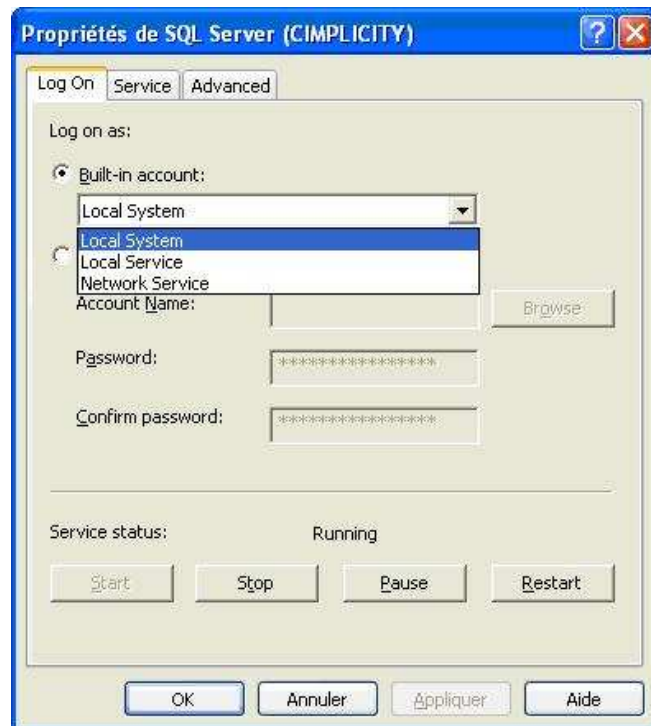 Propriétés de SQL Server (CIMPLICITY)
Log On Service Advanced
Log on as:
Built-in account:
Local System
Local System
Local Service
Network Service
Account Name:
Browse
Password:
****************
Confirm password:
****************
Service status: Running
Start Stop Pause Restart
OK Annuler Appliquer Aide